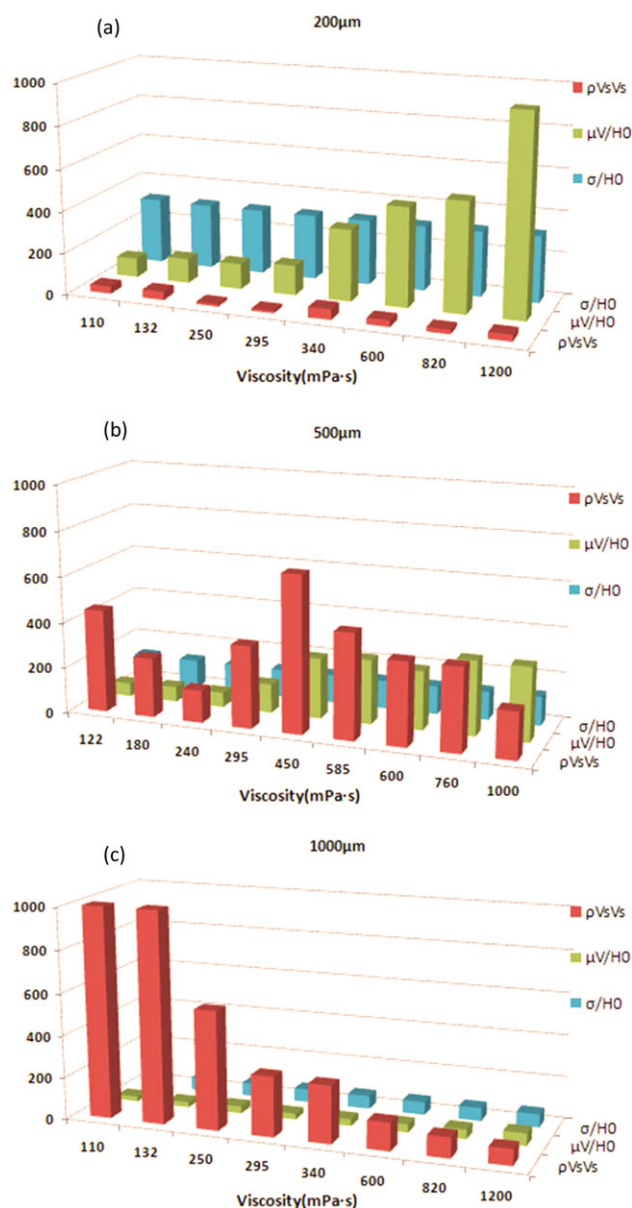 (a)
200μm
1000
800
600
400
200
0
ρVsVs
μV/H0
σ/H0
σ/H0
μV/H0
ρVsVs
110 132 250 295 340 600 820 1200
Viscosity(mPa·s)
(b)
500μm
1000
800
600
400
200
0
ρVsVs
μV/H0
σ/H0
σ/H0
μV/H0
ρVsVs
122 180 240 295 450 585 600 760 1000
Viscosity(mPa·s)
(c)
1000μm
1000
800
600
400
200
0
ρVsVs
μV/H0
σ/H0
σ/H0
μV/H0
ρVsVs
110 132 250 295 340 600 820 1200
Viscosity(mPa·s)